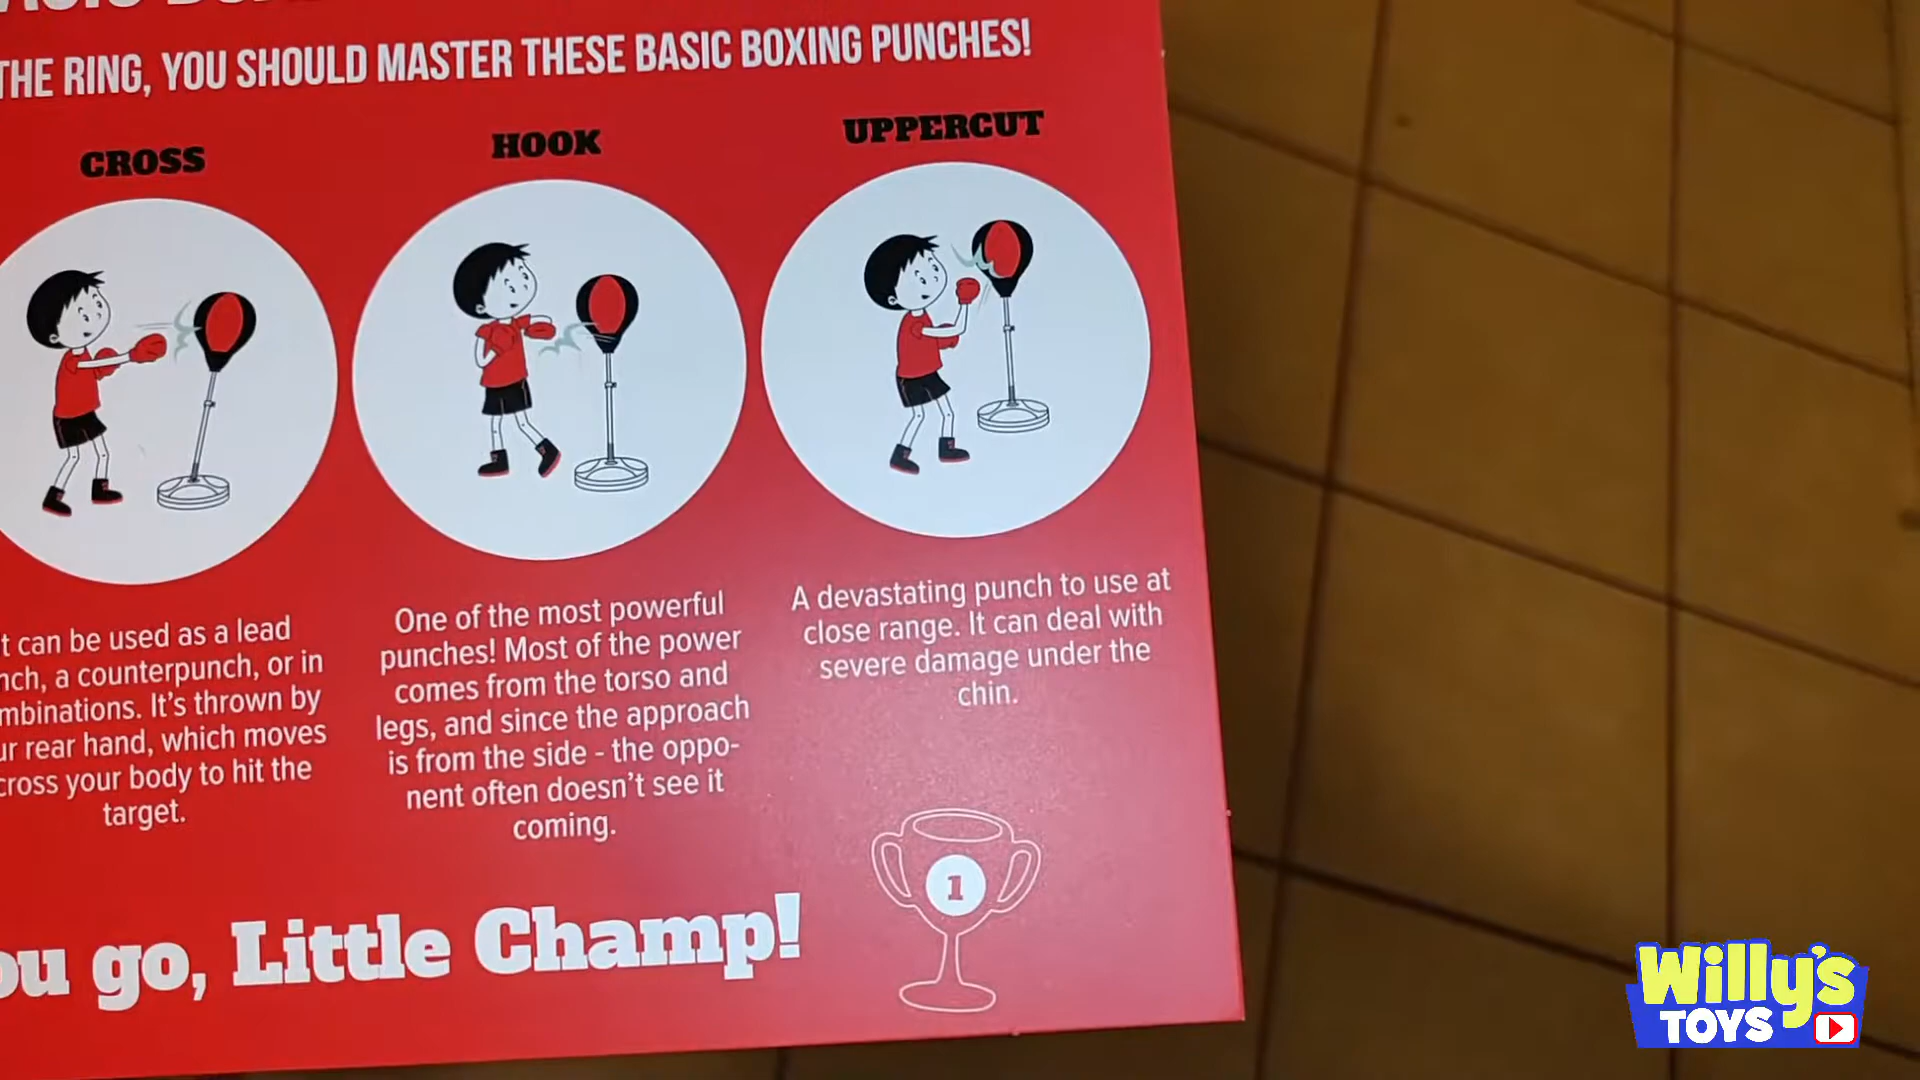 THE RING, YOU SHOULD MASTER THESE BASIC BOXING PUNCHES!
CROSS
t can be used as a lead
nch, a counterpunch, or in
mbinations. It's thrown by
ur rear hand, which moves
cross your body to hit the
target.
HOOK
One of the most powerful
punches! Most of the power
comes from the torso and
legs, and since the approach
is from the side - the oppo-
nent often doesn't see it
coming.
UPPERCUT
A devastating punch to use at
close range. It can deal with
severe damage under the
chin.
1
ou go, Little Champ!
Willy's
TOYS